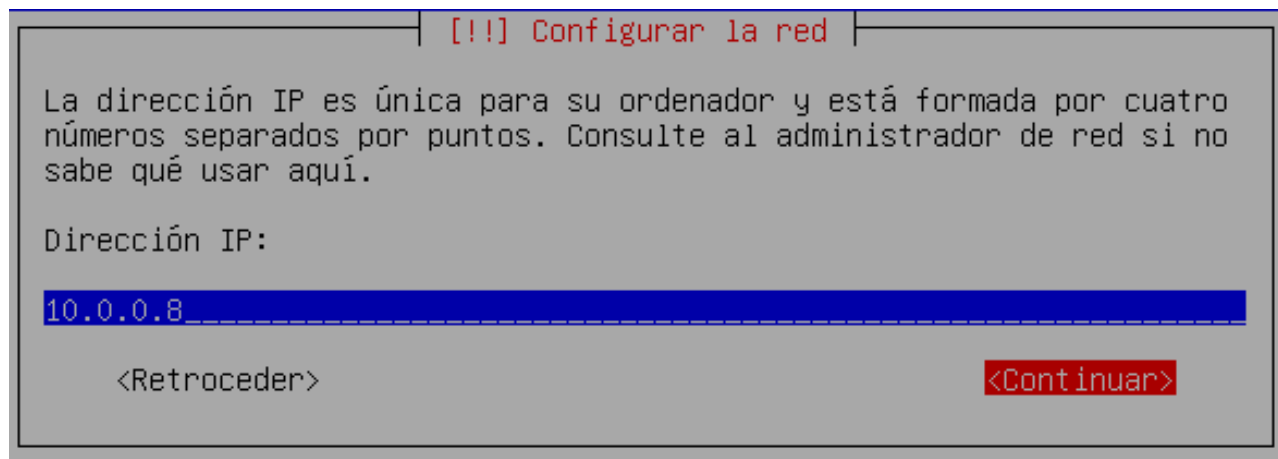 [!!] Configurar la red
La dirección IP es única para su ordenador y está formada por cuatro
números separados por puntos. Consulte al administrador de red si no
sabe qué usar aquí.
Dirección IP:
10.0.0.8
<Retroceder> <Continuar>